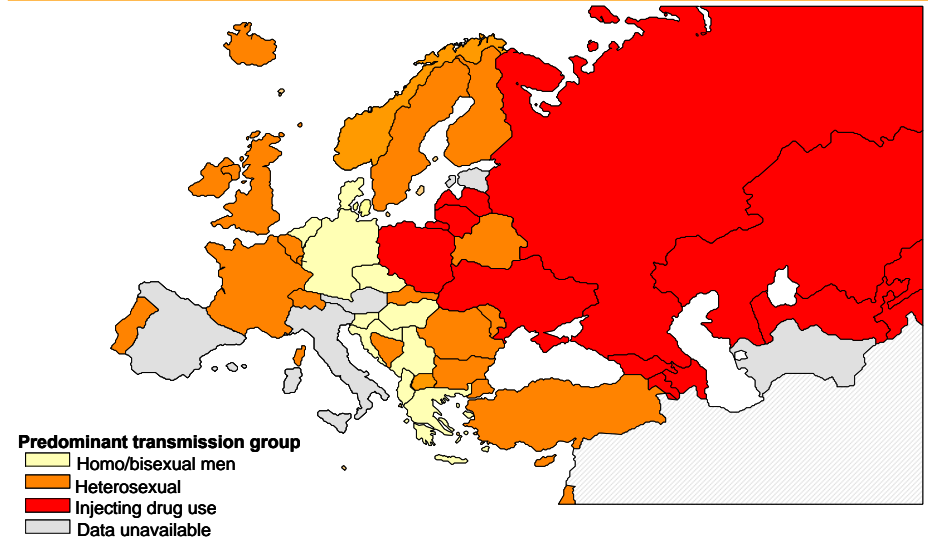 Predominant transmission group
Homo/bisexual men
Heterosexual
Injecting drug use
Data unavailable